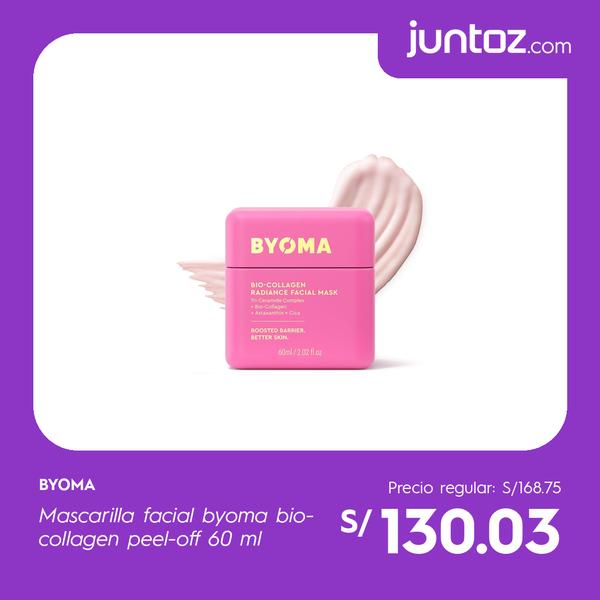 juntoz.com
BYOMA
BIO-COLLAGEN
RADIANCE FACIAL MASK
Tri-Ceramide Complex
+ Bio-Collagen
+ Astaxanthin + Cica
BOOSTED BARRIER.
BETTER SKIN.
60ml / 2.02 fl oz
BYOMA
Mascarilla facial byoma bio-
collagen peel-off 60 ml
Precio regular: S/168.75
S/ 130.03